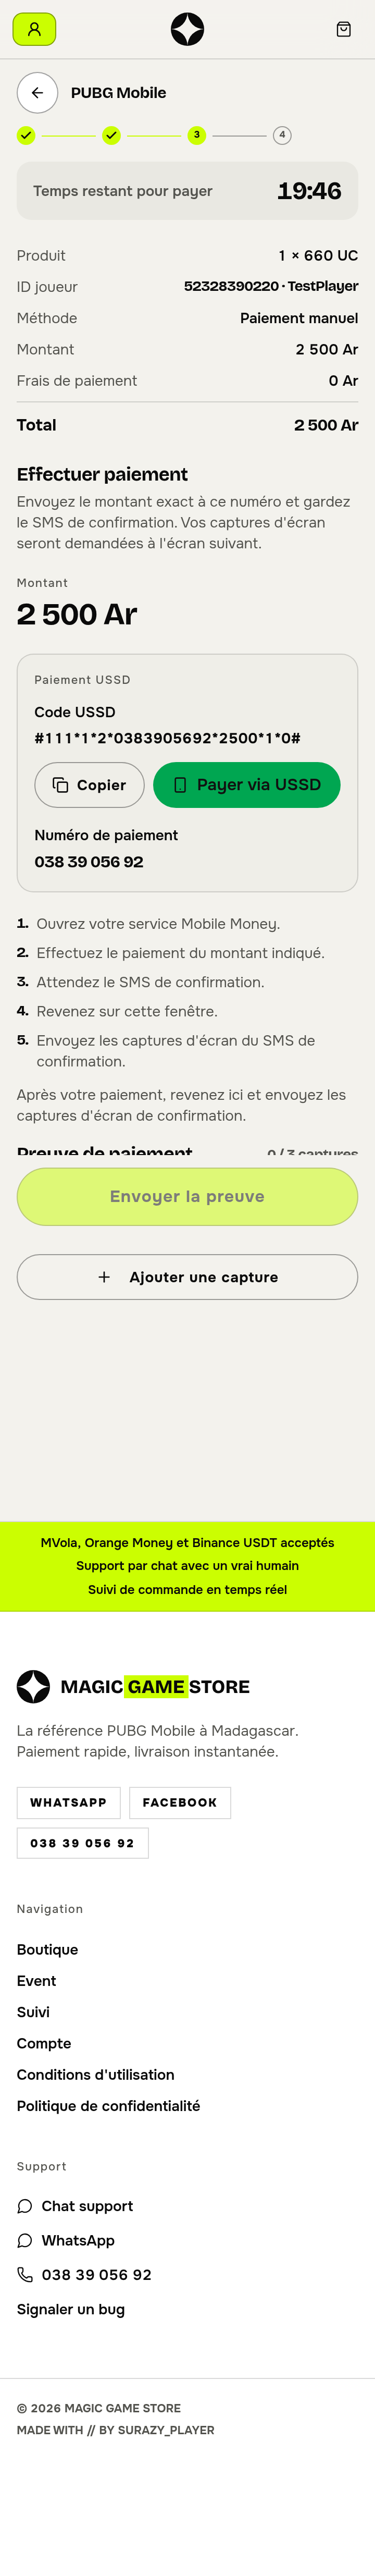 PUBG Mobile
3
4
Temps restant pour payer 19:46
Produit 1 × 660 UC
ID joueur 52328390220 · TestPlayer
Méthode Paiement manuel
Montant 2 500 Ar
Frais de paiement 0 Ar
Total 2 500 Ar
Effectuer paiement
Envoyez le montant exact à ce numéro et gardez
le SMS de confirmation. Vos captures d'écran
seront demandées à l'écran suivant.
Montant
2 500 Ar
Paiement USSD
Code USSD
#111*1*2*0383905692*2500*1*0#
Copier Payer via USSD
Numéro de paiement
038 39 056 92
1. Ouvrez votre service Mobile Money.
2. Effectuez le paiement du montant indiqué.
3. Attendez le SMS de confirmation.
4. Revenez sur cette fenêtre.
5. Envoyez les captures d'écran du SMS de
confirmation.
Après votre paiement, revenez ici et envoyez les
captures d'écran de confirmation.
Preuve de paiement 0 / 3 captures
Envoyer la preuve
+ Ajouter une capture
MVola, Orange Money et Binance USDT acceptés
Support par chat avec un vrai humain
Suivi de commande en temps réel
MAGIC GAME STORE
La référence PUBG Mobile à Madagascar.
Paiement rapide, livraison instantanée.
WHATSAPP FACEBOOK
038 39 056 92
Navigation
Boutique
Event
Suivi
Compte
Conditions d'utilisation
Politique de confidentialité
Support
Chat support
WhatsApp
038 39 056 92
Signaler un bug
© 2026 MAGIC GAME STORE
MADE WITH // BY SURAZY_PLAYER